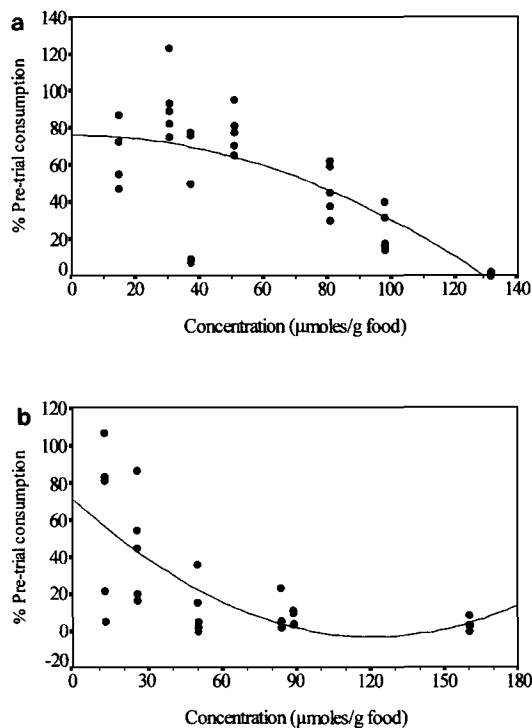 a
140
120
100
80
60
40
20
0
% Pre-trial consumption
0 20 40 60 80 100 120 140
Concentration (μmoles/g food)
b
120
100
80
60
40
20
0
-20
% Pre-trial consumption
0 30 60 90 120 150 180
Concentration (μmoles/g food)